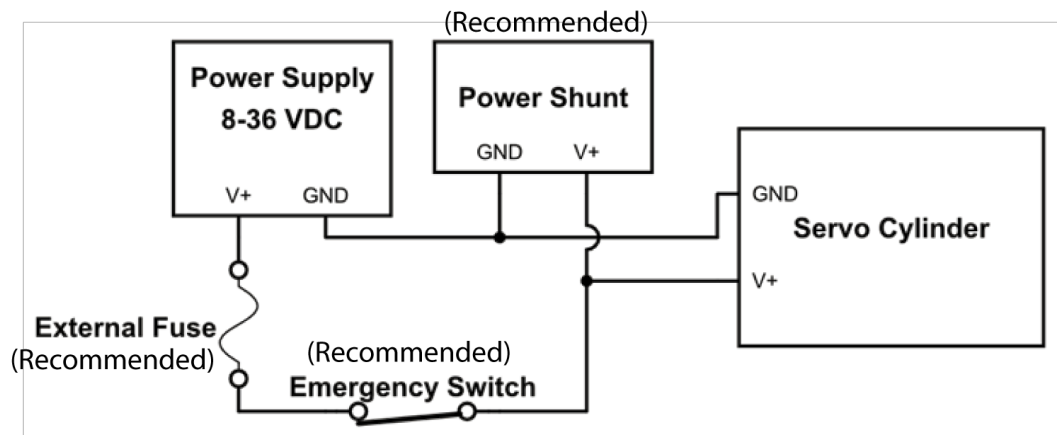 (Recommended)
Power Supply
8-36 VDC
V+ GND
Power Shunt
GND V+
GND
Servo Cylinder
V+
External Fuse
(Recommended)
(Recommended)
Emergency Switch